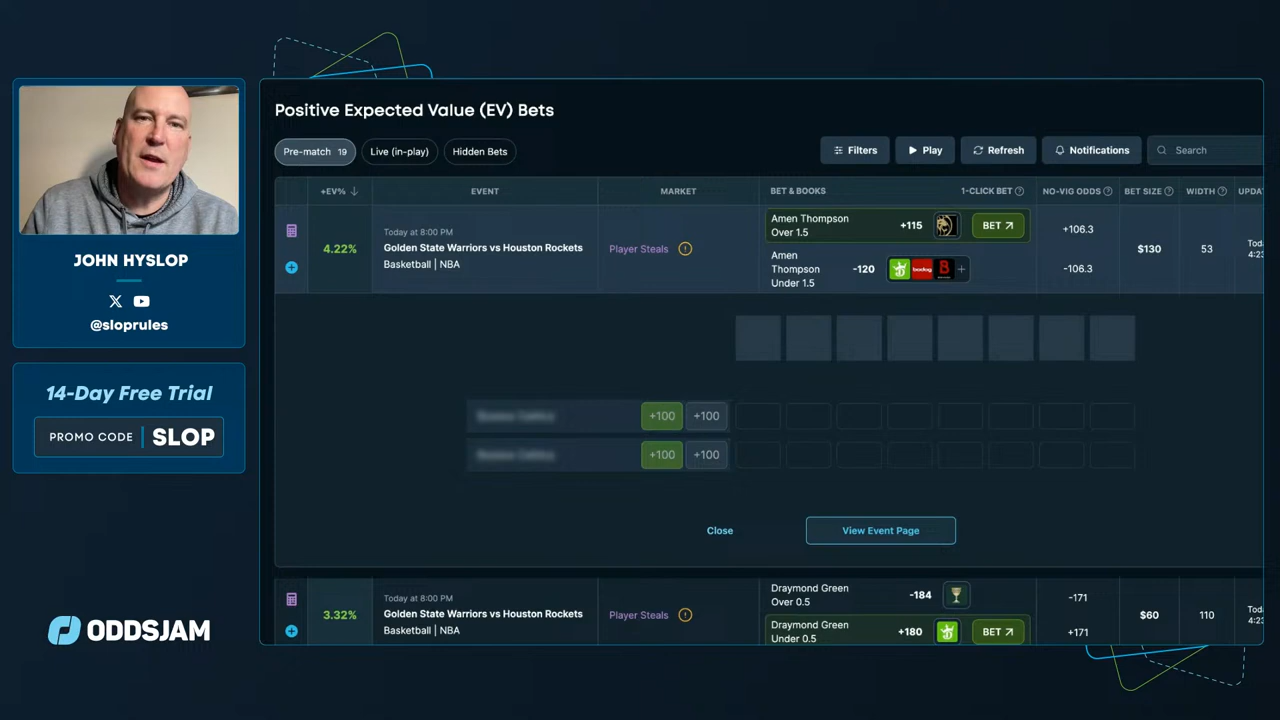 JOHN HYSLOP
@sloprules
14-Day Free Trial
PROMO CODE SLOP
ODDSJAM
Positive Expected Value (EV) Bets
Pre-match 19
Live (in-play)
Hidden Bets
Filters
Play
Refresh
Notifications
Search
+EV% EVENT MARKET BET & BOOKS 1-CLICK BET NO-VIG ODDS BET SIZE WIDTH
4.22%
Today at 8:00 PM
Golden State Warriors vs Houston Rockets
Basketball | NBA
Player Steals
Amen Thompson
Over 1.5
+115
BET
Amen
Thompson
Under 1.5
-120
bodog
B
+106.3
-106.3
$130
53
4:23
+100 +100
+100 +100
Close
View Event Page
3.32%
Today at 8:00 PM
Golden State Warriors vs Houston Rockets
Basketball | NBA
Player Steals
Draymond Green
Over 0.5
-184
Draymond Green
Under 0.5
+180
BET
-171
+171
$60
110
4:23